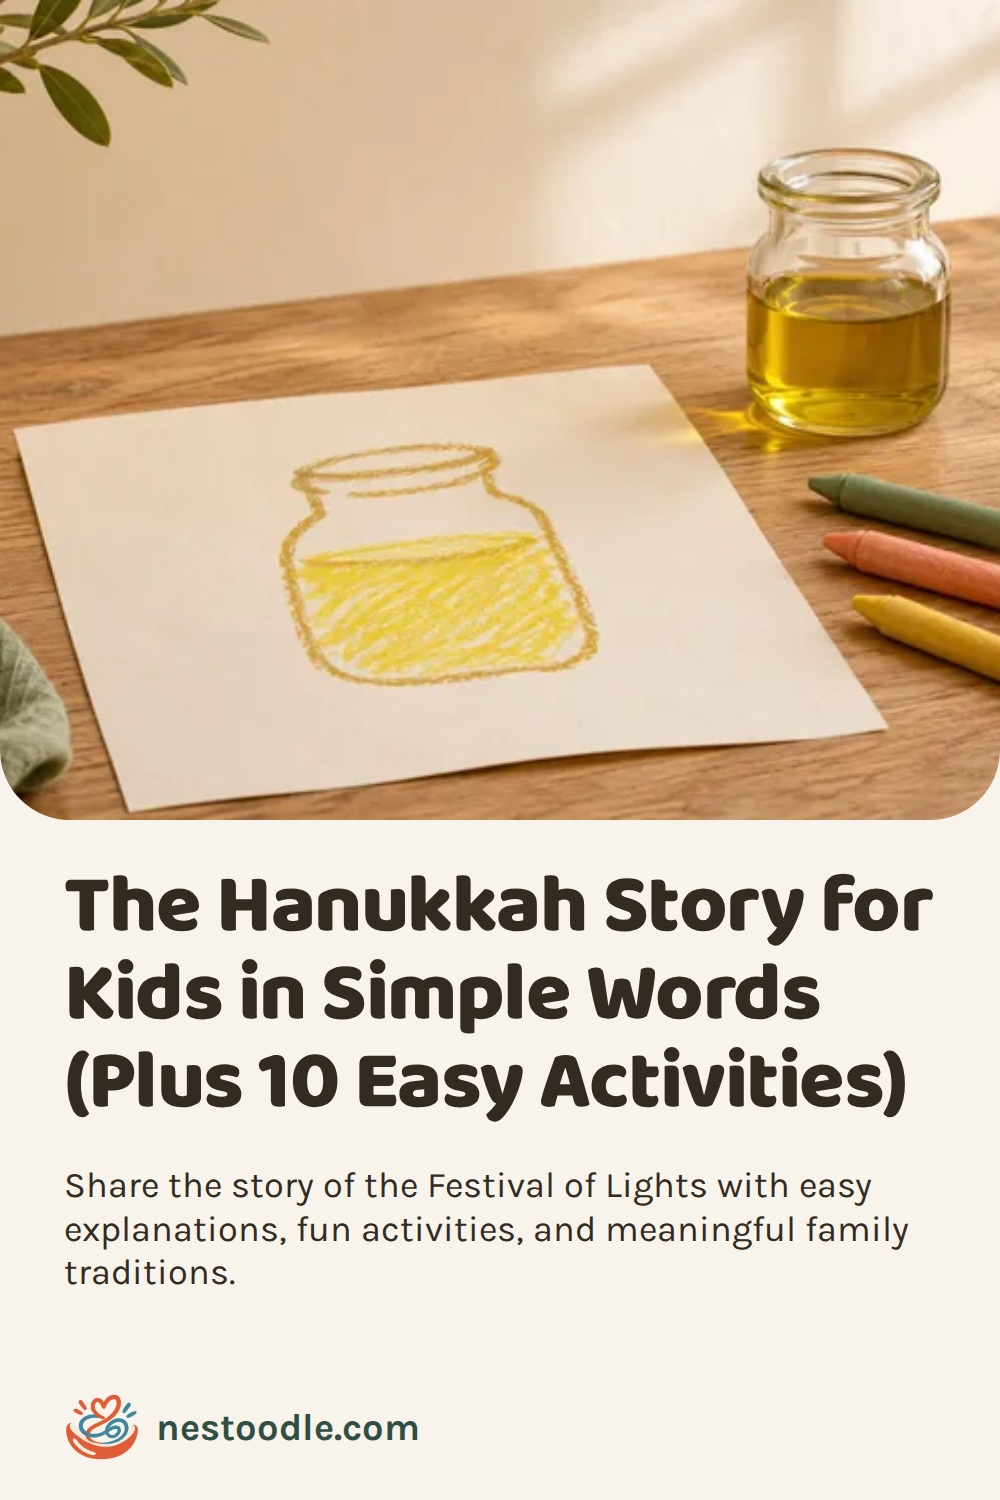 The Hanukkah Story for
Kids in Simple Words
(Plus 10 Easy Activities)
Share the story of the Festival of Lights with easy
explanations, fun activities, and meaningful family
traditions.
nestoodle.com